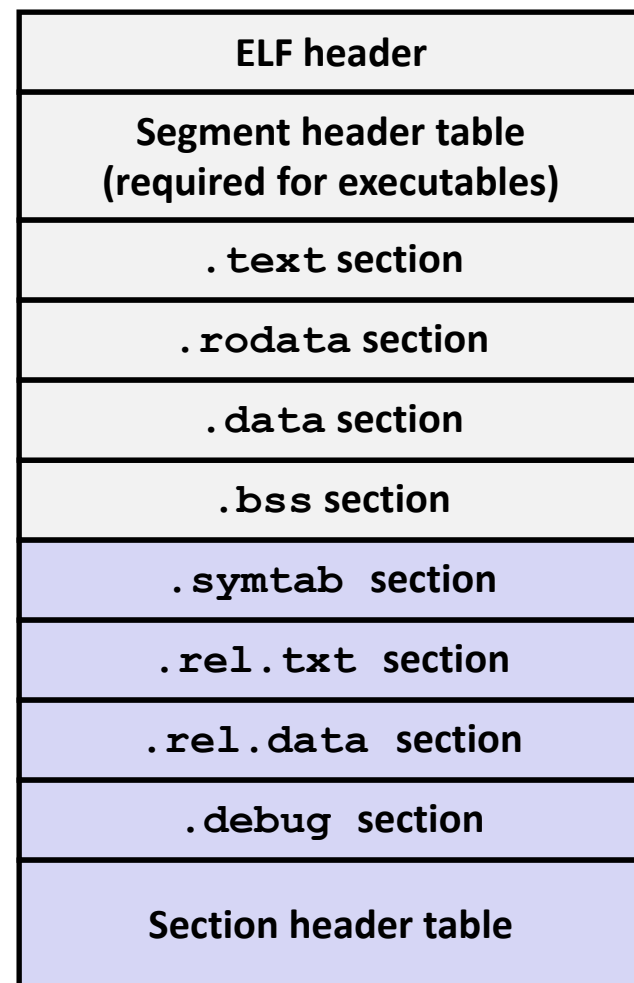 ELF header
Segment header table
(required for executables)
.text section
.rodata section
.data section
.bss section
.symtab section
.rel.txt section
.rel.data section
.debug section
Section header table